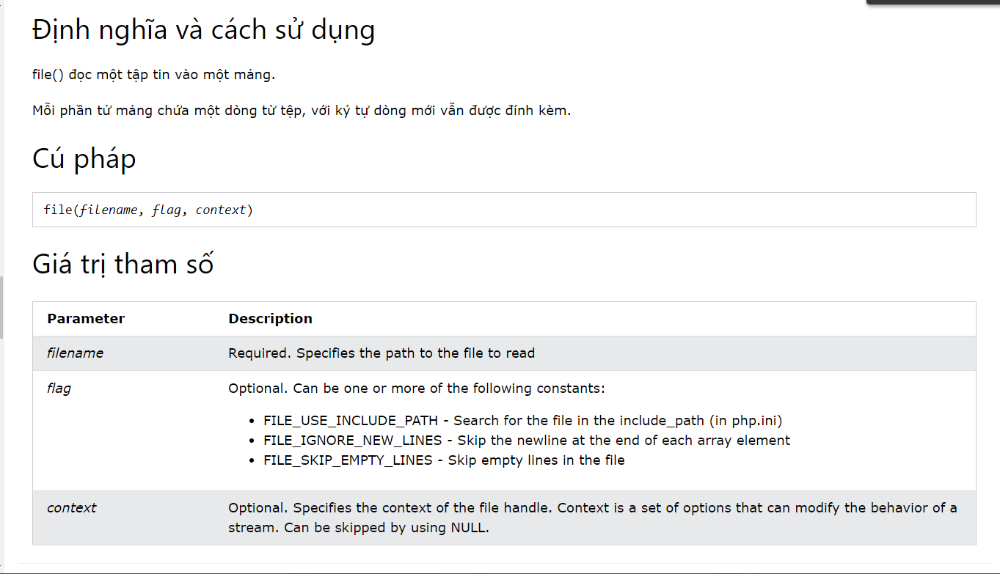 Định nghĩa và cách sử dụng
file() đọc một tập tin vào một mảng.
Mỗi phần tử mảng chứa một dòng từ tệp, với ký tự dòng mới vẫn được đính kèm.
Cú pháp
file(filename, flag, context)
Giá trị tham số
Parameter Description
filename Required. Specifies the path to the file to read
flag Optional. Can be one or more of the following constants:
• FILE_USE_INCLUDE_PATH - Search for the file in the include_path (in php.ini)
• FILE_IGNORE_NEW_LINES - Skip the newline at the end of each array element
• FILE_SKIP_EMPTY_LINES - Skip empty lines in the file
context Optional. Specifies the context of the file handle. Context is a set of options that can modify the behavior of a
stream. Can be skipped by using NULL.